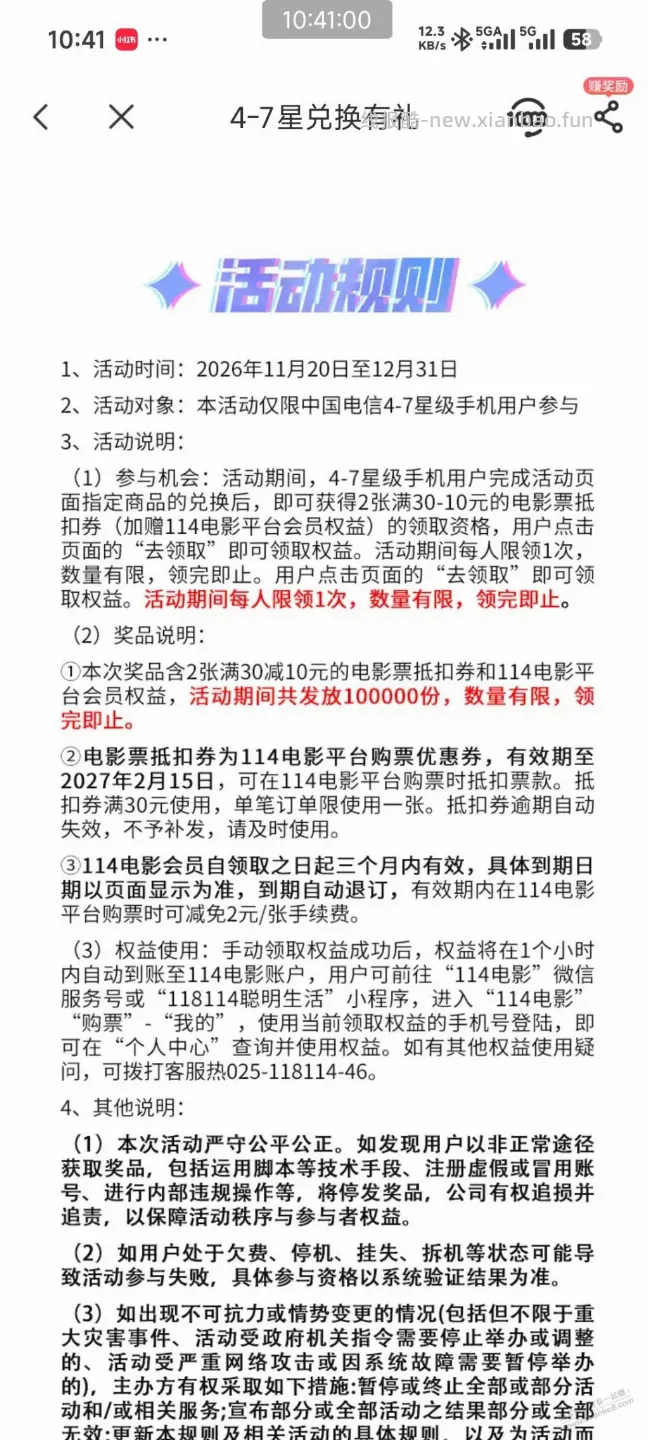 10:41:00
10:41 小红书 ···
12.3 KB/s 5GA 5G 58
赚奖励
4-7星兑换有礼
-new.xianbao.fun
活动规则
1、活动时间：2026年11月20日至12月31日
2、活动对象：本活动仅限中国电信4-7星级手机用户参与
3、活动说明：
（1）参与机会：活动期间，4-7星级手机用户完成活动页
面指定商品的兑换后，即可获得2张满30-10元的电影票抵
扣券（加赠114电影平台会员权益）的领取资格，用户点击
页面的“去领取”即可领取权益。活动期间每人限领1次，
数量有限，领完即止。用户点击页面的“去领取”即可领
取权益。活动期间每人限领1次，数量有限，领完即止。
（2）奖品说明：
①本次奖品含2张满30减10元的电影票抵扣券和114电影平
台会员权益，活动期间共发放100000份，数量有限，领
完即止。
②电影票抵扣券为114电影平台购票优惠券，有效期至
2027年2月15日，可在114电影平台购票时抵扣票款。抵
扣券满30元使用，单笔订单限使用一张。抵扣券逾期自动
失效，不予补发，请及时使用。
③114电影会员自领取之日起三个月内有效，具体到期日
期以页面显示为准，到期自动退订，有效期内在114电影
平台购票时可减免2元/张手续费。
（3）权益使用：手动领取权益成功后，权益将在1个小时
内自动到账至114电影账户，用户可前往“114电影”微信
服务号或“118114聪明生活”小程序，进入“114电影”
“购票”-“我的”，使用当前领取权益的手机号登陆，即
可在“个人中心”查询并使用权益。如有其他权益使用疑
问，可拨打客服热025-118114-46。
4、其他说明：
（1）本次活动严守公平公正。如发现用户以非正常途径
获取奖品，包括运用脚本等技术手段、注册虚假或冒用账
号、进行内部违规操作等，将停发奖品，公司有权追损并
追责，以保障活动秩序与参与者权益。
（2）如用户处于欠费、停机、挂失、拆机等状态可能导
致活动参与失败，具体参与资格以系统验证结果为准。
（3）如出现不可抗力或情势变更的情况(包括但不限于重
大灾害事件、活动受政府机关指令需要停止举办或调整
的、活动受严重网络攻击或因系统故障需要暂停举办
的)，主办方有权采取如下措施:暂停或终止全部或部分活
动和/或相关服务;宣布部分或全部活动之结果部分或全部
无效;更新本规则及相关活动的具体规则，以及为活动而